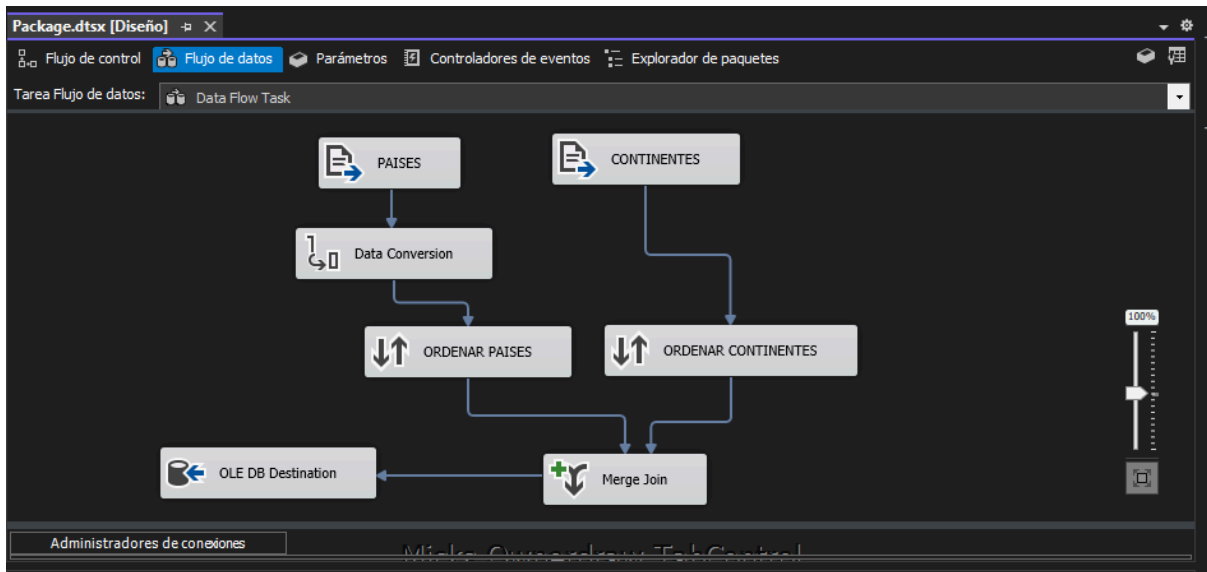 Package.dtsx [Diseño]
Flujo de control Flujo de datos Parámetros Controladores de eventos Explorador de paquetes
Tarea Flujo de datos: Data Flow Task
PAISES CONTINENTES
Data Conversion
100%
ORDENAR PAISES ORDENAR CONTINENTES
OLE DB Destination Merge Join
Administradores de conexiones
Ownerdraw TabControl